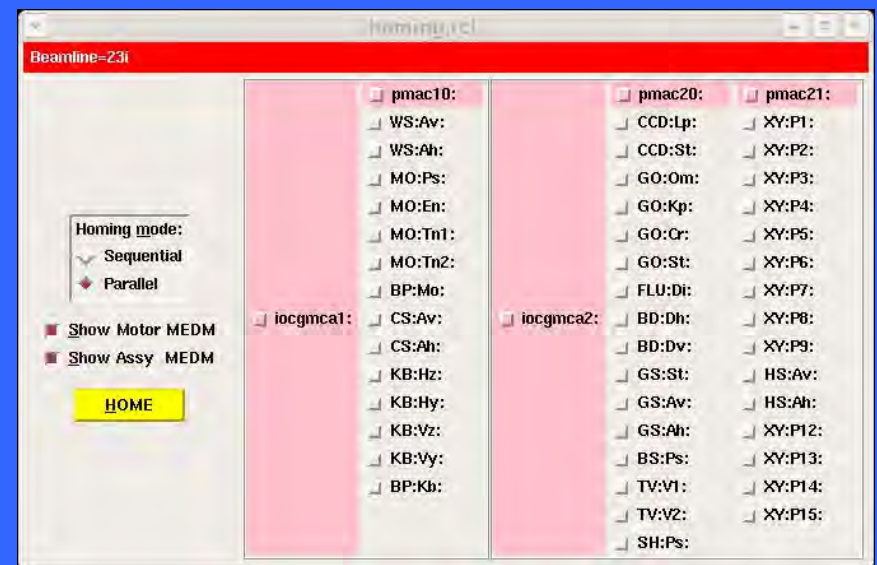 homing.tcl
Beamline=23i
Homing mode:
Sequential
Parallel
Show Motor MEDM
Show Assy MEDM
HOME
iocgmca1:
pmac10:
WS:Av:
WS:Ah:
MO:Ps:
MO:En:
MO:Tn1:
MO:Tn2:
BP:Mo:
CS:Av:
CS:Ah:
KB:Hz:
KB:Hy:
KB:Vz:
KB:Vy:
BP:Kb:
iocgmca2:
pmac20:
CCD:Lp:
CCD:St:
GO:Om:
GO:Kp:
GO:Cr:
GO:St:
FLU:Di:
BD:Dh:
BD:Dv:
GS:St:
GS:Av:
GS:Ah:
BS:Ps:
TV:V1:
TV:V2:
SH:Ps:
pmac21:
XY:P1:
XY:P2:
XY:P3:
XY:P4:
XY:P5:
XY:P6:
XY:P7:
XY:P8:
XY:P9:
HS:Av:
HS:Ah:
XY:P12:
XY:P13:
XY:P14:
XY:P15: